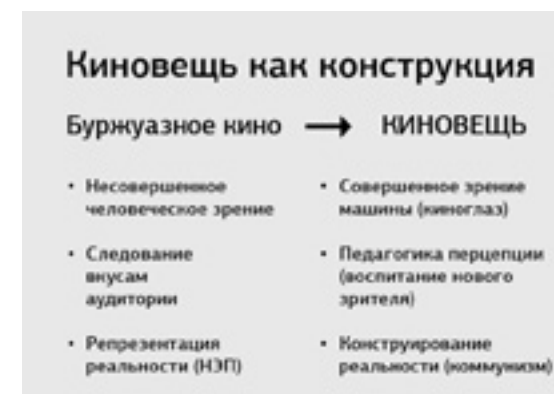 Киновещь как конструкция
Буржуазное кино → КИНОВЕЩЬ
• Несовершенное
человеческое зрение
• Следование
вкусам
аудитории
• Репрезентация
реальности (НЭП)
• Совершенное зрение
машины (киноглаз)
• Педагогика перцепции
(воспитание нового
зрителя)
• Конструирование
реальности (коммунизм)